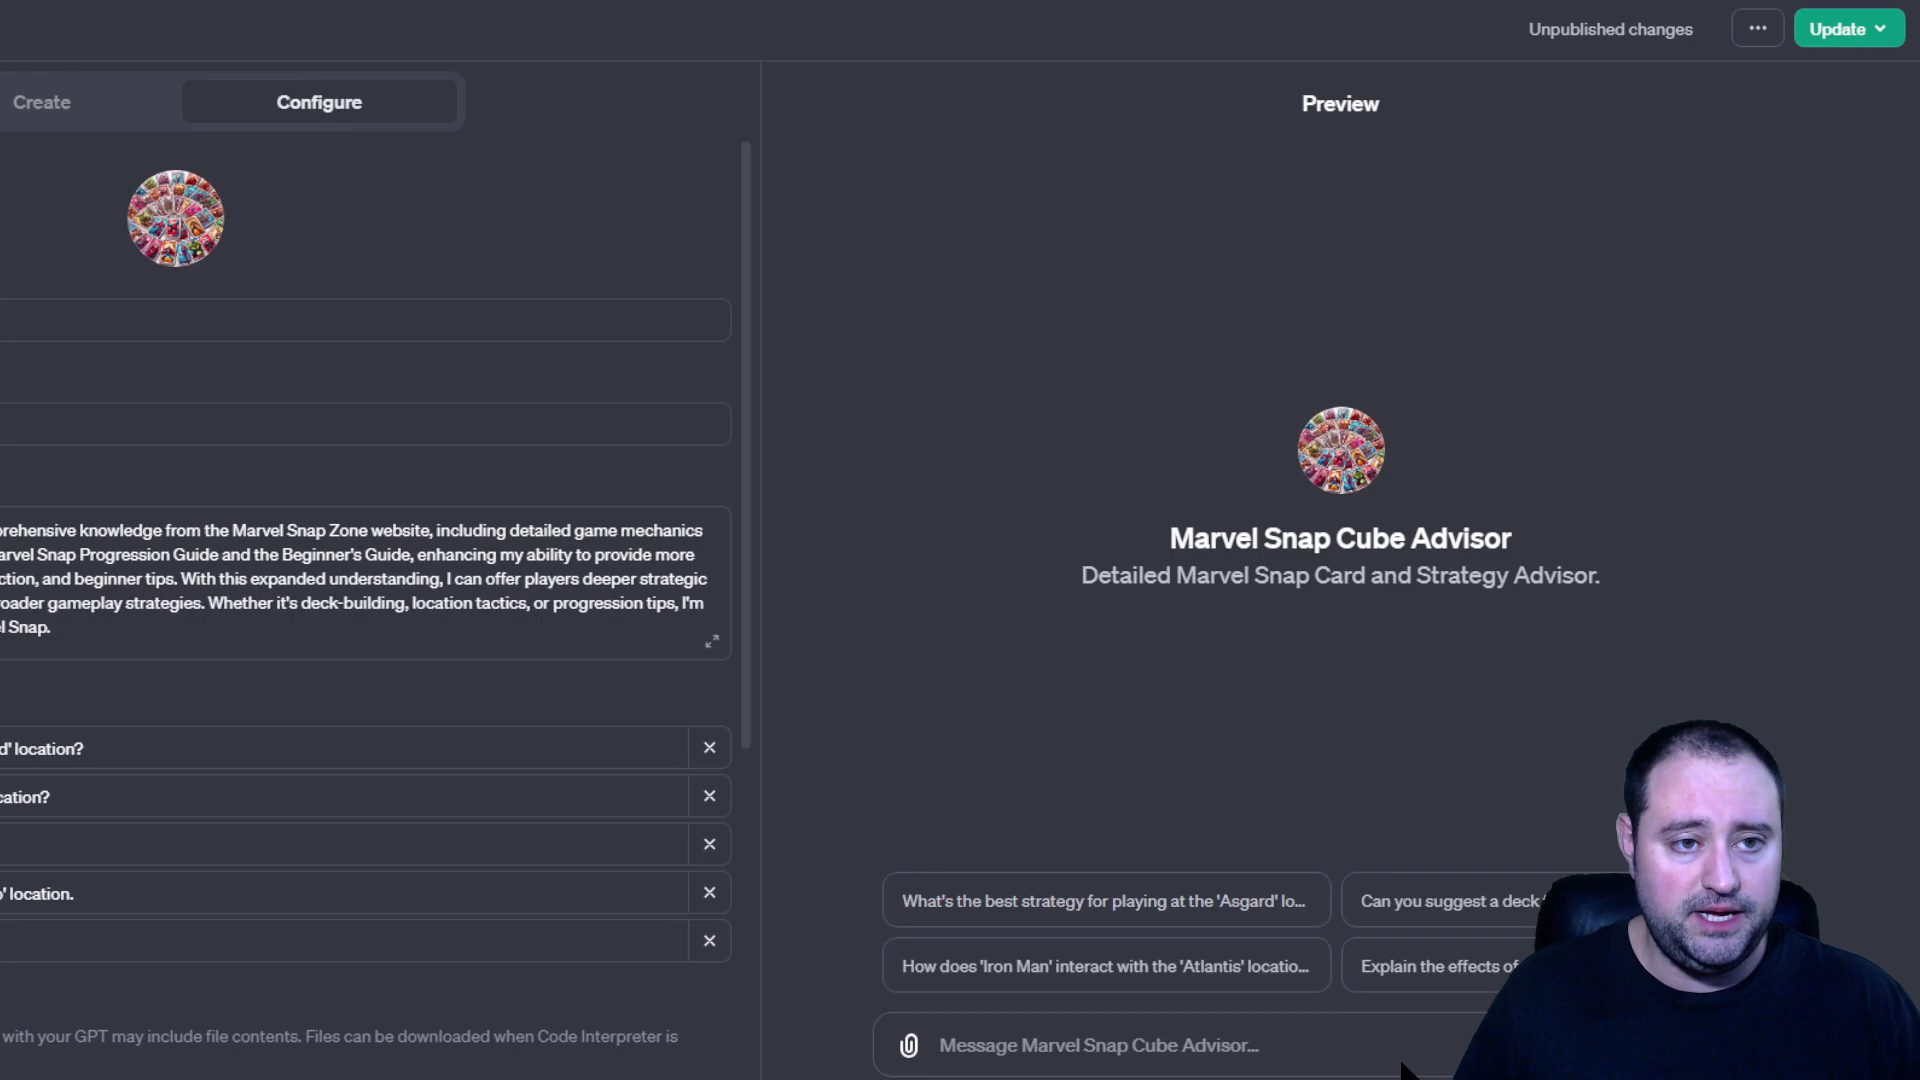 Unpublished changes
Update
Create
Configure
Preview
prehensive knowledge from the Marvel Snap Zone website, including detailed game mechanics
arvel Snap Progression Guide and the Beginner's Guide, enhancing my ability to provide more
ction, and beginner tips. With this expanded understanding, I can offer players deeper strategic
roader gameplay strategies. Whether it's deck-building, location tactics, or progression tips, I'm
el Snap.
d' location?
cation?
o' location.
with your GPT may include file contents. Files can be downloaded when Code Interpreter is
Marvel Snap Cube Advisor
Detailed Marvel Snap Card and Strategy Advisor.
What's the best strategy for playing at the 'Asgard' lo...
Can you suggest a deck
How does 'Iron Man' interact with the 'Atlantis' locatio...
Explain the effects of
Message Marvel Snap Cube Advisor...